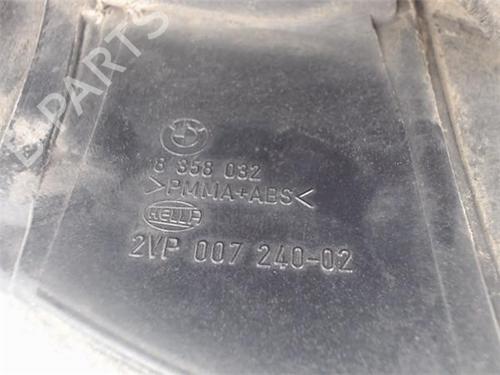 B-PARTS
8 358 032
>PMMA+ABS<
HELLA
2VP 007 240-02